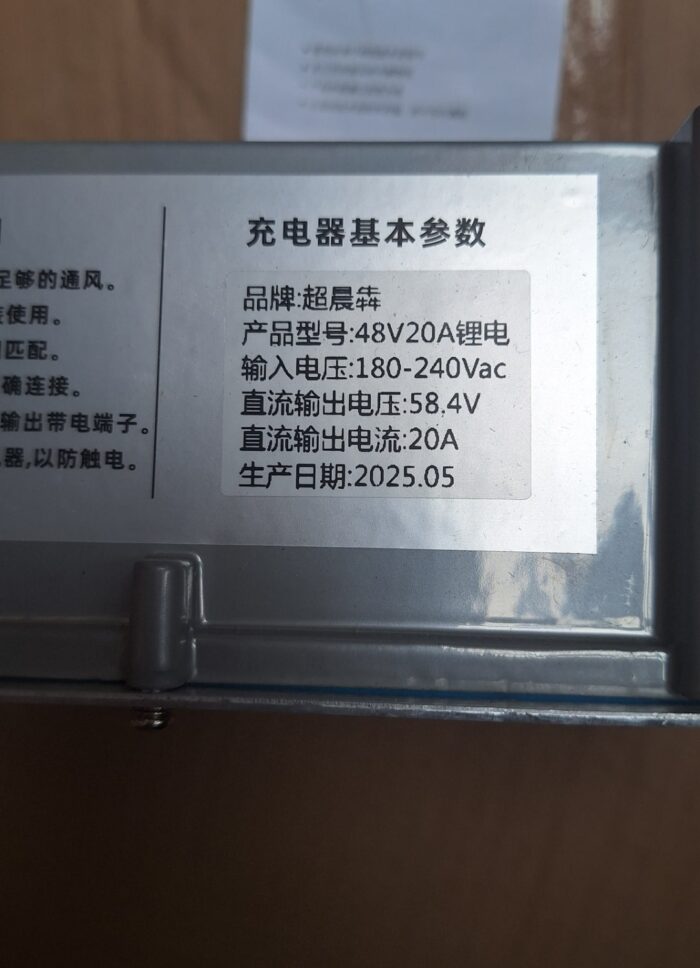 足够的通风。
使用。
匹配。
确连接。
输出带电端子。
器,以防触电。
充电器基本参数
品牌:超晨犇
产品型号:48V20A锂电
输入电压:180-240Vac
直流输出电压:58.4V
直流输出电流:20A
生产日期:2025.05